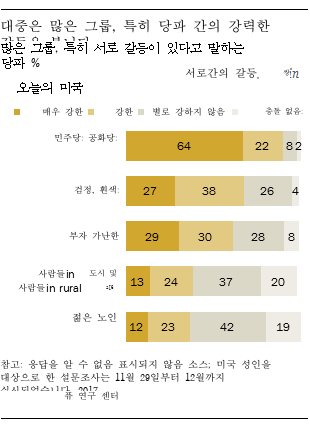 대중은 많은 그룹, 특히 당파 간의 강력한
많은 그룹, 특히 서로 갈등이 있다고 말하는
당파 %
서로간의 갈등.
오늘의 미국
매우 강한 강한 별로 강하지 않음 충돌 없음:
민주당: 공화당: 64 22 8 2
검정, 흰색: 27 38 26 4
부자 가난한 29 30 28 8
사람들in 도시 및
사람들in rural 13 24 37 20
젊은 노인 12 23 42 19
참고: 응답을 알 수 없음 표시되지 않음 소스; 미국 성인을
대상으로 한 설문조사는 11월 29일부터 12월까지
실시되었습니다. 2017
퓨 연구 센터